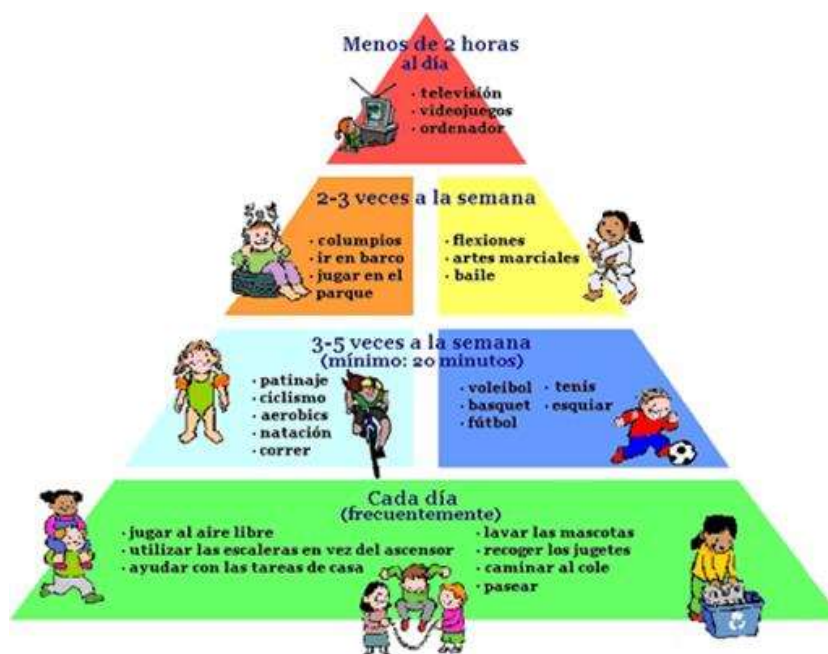 Menos de 2 horas
al día
· televisión
· videojuegos
· ordenador
2-3 veces a la semana
· columpios
· ir en barco
· jugar en el
parque
· flexiones
· artes marciales
· baile
3-5 veces a la semana
(mínimo: 20 minutos)
· patinaje
· ciclismo
· aerobics
· natación
· correr
· voleibol · tenis
· basquet · esquiar
· fútbol
Cada día
(frecuentemente)
· jugar al aire libre
· utilizar las escaleras en vez del ascensor
· ayudar con las tareas de casa
· lavar las mascotas
· recoger los jugetes
· caminar al cole
· pasear